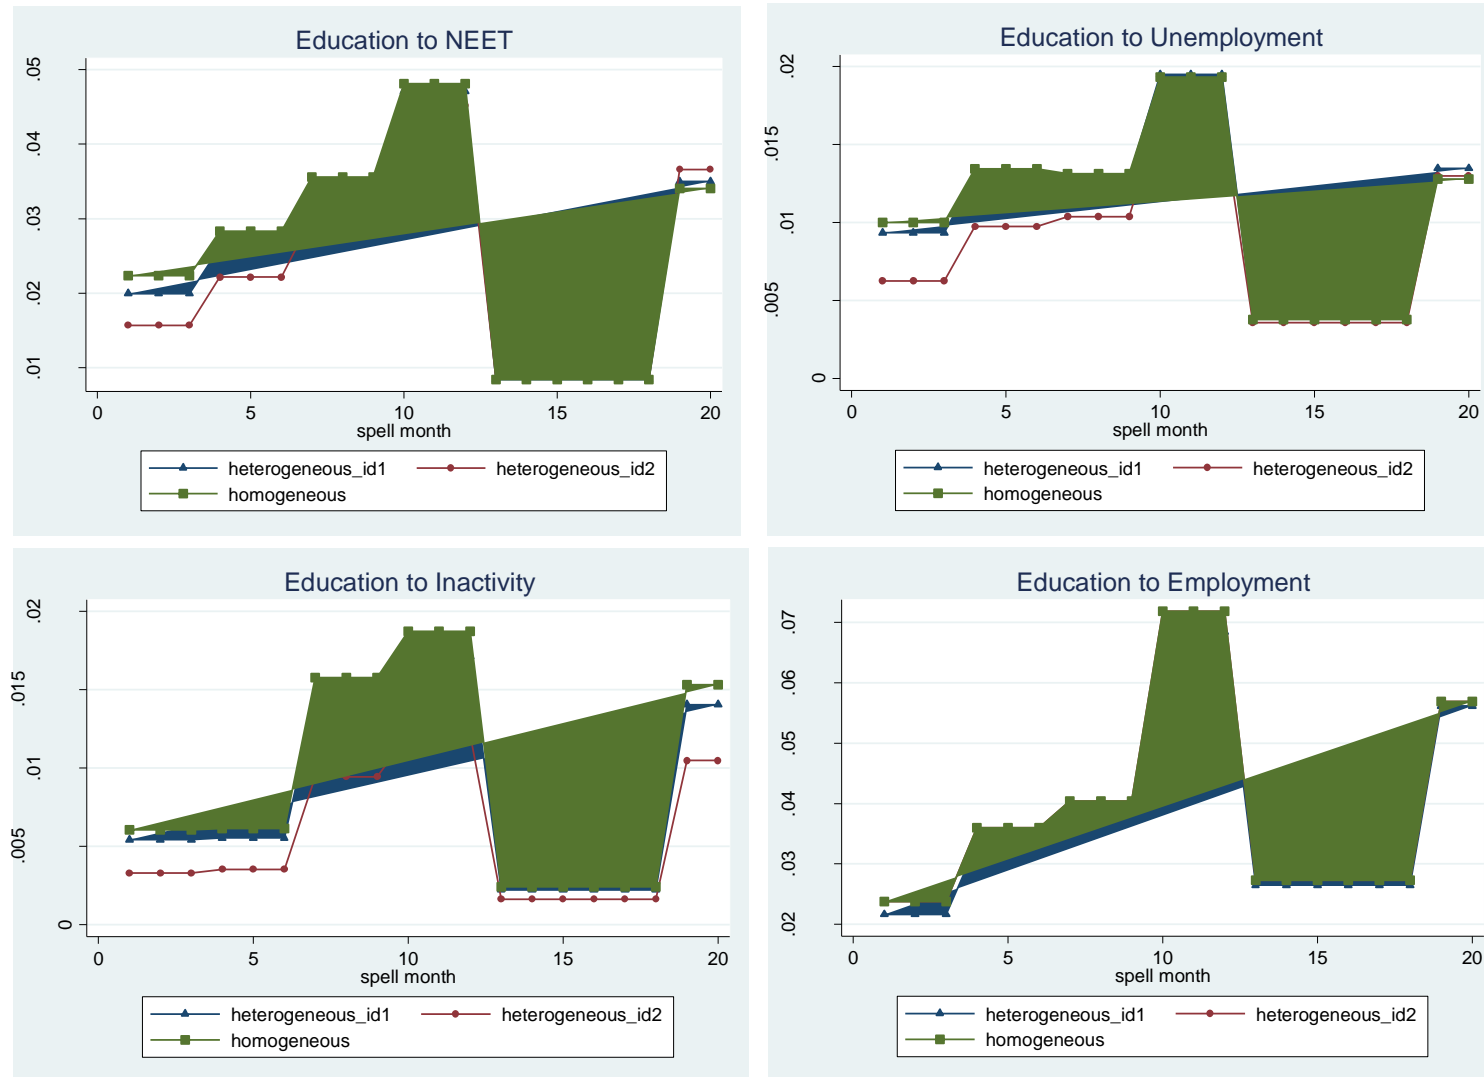 Education to NEET
.05
.04
.03
.02
.01
0 5 10 15 20
spell month
heterogeneous_id1 heterogeneous_id2
homogeneous
Education to Unemployment
.02
.015
.01
.005
0
0 5 10 15 20
spell month
heterogeneous_id1 heterogeneous_id2
homogeneous
Education to Inactivity
.02
.015
.01
.005
0
0 5 10 15 20
spell month
heterogeneous_id1 heterogeneous_id2
homogeneous
Education to Employment
.07
.06
.05
.04
.03
.02
0 5 10 15 20
spell month
heterogeneous_id1 heterogeneous_id2
homogeneous